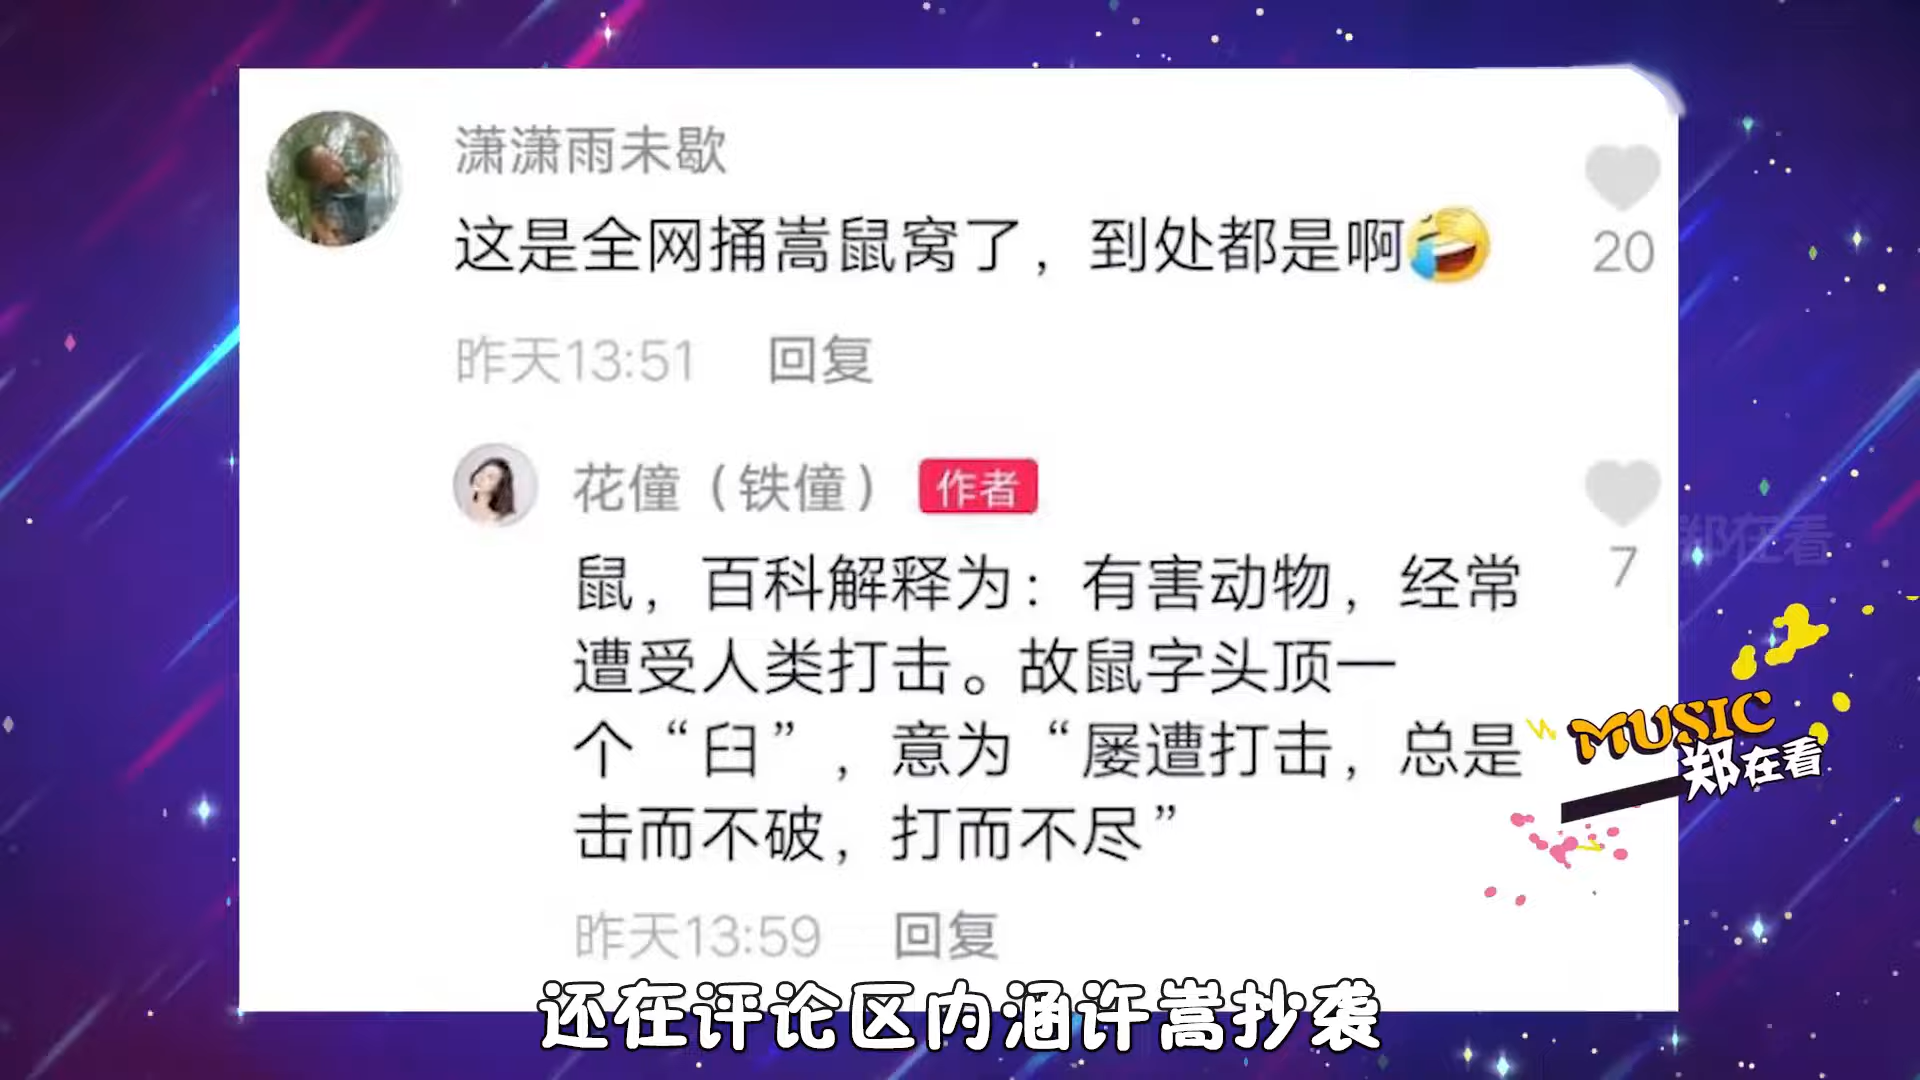 潇潇雨未歇
这是全网捅嵩鼠窝了，到处都是啊🤣
20
昨天13:51 回复
花僮（铁僮） 作者
鼠，百科解释为：有害动物，经常
遭受人类打击。故鼠字头顶一
个“臼”，意为“屡遭打击，总是
击而不破，打而不尽”
7
昨天13:59 回复
郑在看
MUSIC
郑在看
还在评论区内涵许嵩抄袭